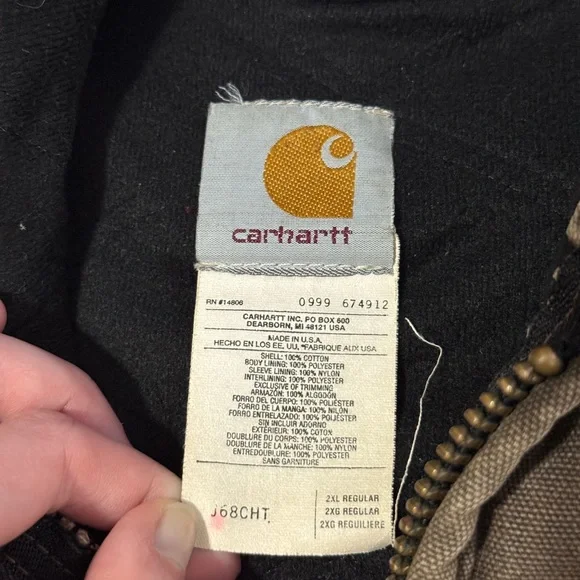 carhartt
RN #14806 0999 674912
CARHARTT INC. PO BOX 600
DEARBORN, MI 48121 USA
MADE IN U.S.A.
HECHO EN LOS EE, UU, *FABRIQUE AUX USA
SHELL: 100% COTTON
BODY LINING: 100% POLYESTER
SLEEVE LINING: 100% NYLON
INTERLINING: 100% POLYESTER
EXCLUSIVE OF TRIMMING
ARMAZÓN: 100% ALGODÓN
FORRO DEL CUERPO: 100% POLIÉSTER
FORRO DE LA MANGA: 100% NILÓN
FORRO ENTRELAZADO: 100% POLIÉSTER
SIN INCLUIR ADORNO
EXTÉRIEUR: 100% COTON
DOUBLURE DU CORPS: 100% POLYESTER
DOUBLURE DE LA MANCHE: 100% NYLON
ENTREDOUBLURE: 100% POLYESTER
SANS GARNITURE
J68CHT
2XL REGULAR
2XG REGULAR
2XG REGULIERE